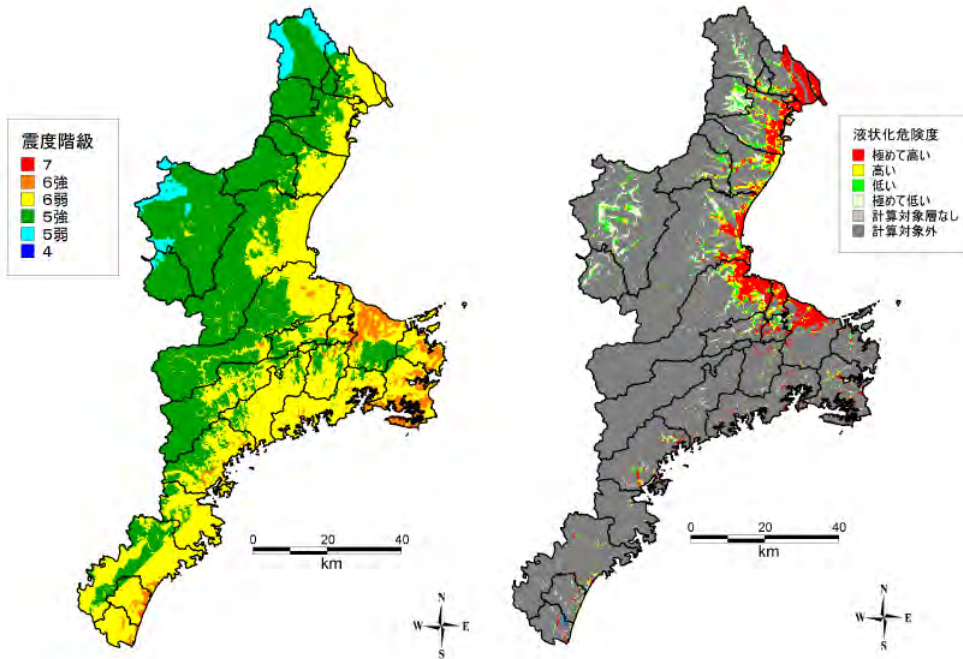 震度階級
7
6強
6弱
5強
5弱
4
0 20 40
km
N
W E
S
液状化危険度
極めて高い
高い
低い
極めて低い
計算対象層なし
計算対象外
0 20 40
km
N
W E
S